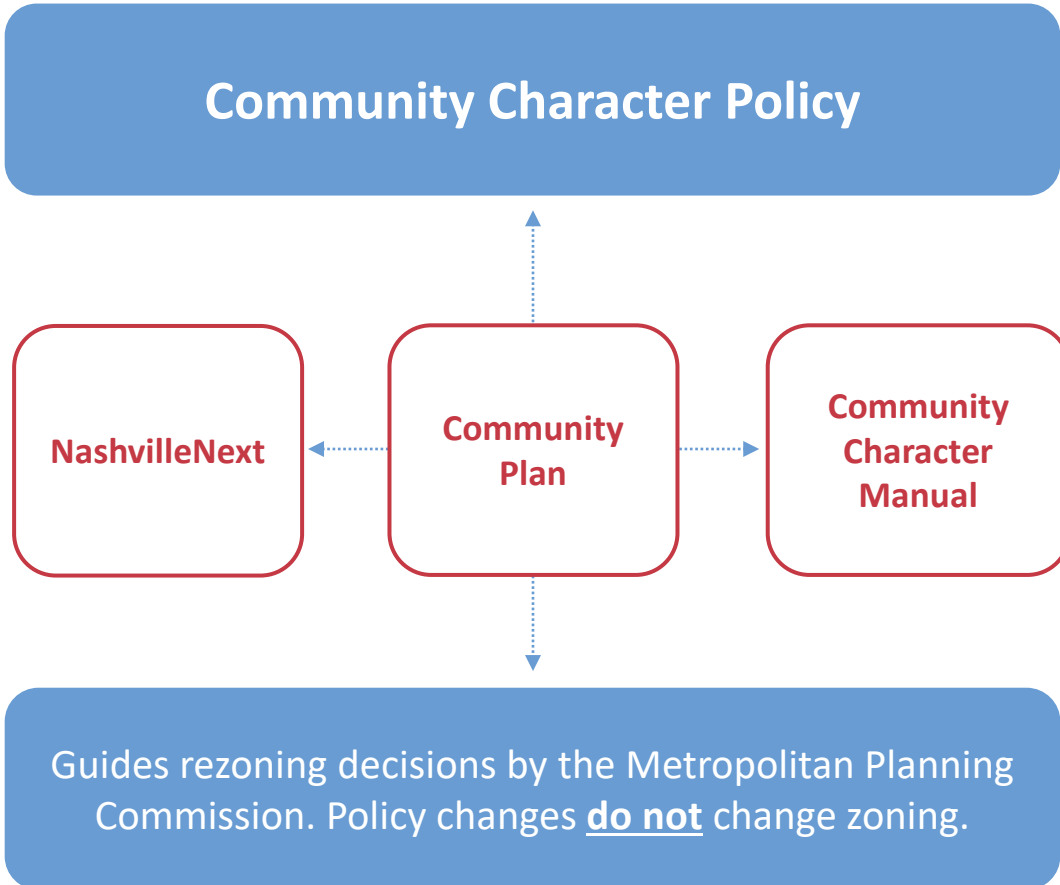 Community Character Policy
NashvilleNext
Community
Plan
Community
Character
Manual
Guides rezoning decisions by the Metropolitan Planning
Commission. Policy changes do not change zoning.